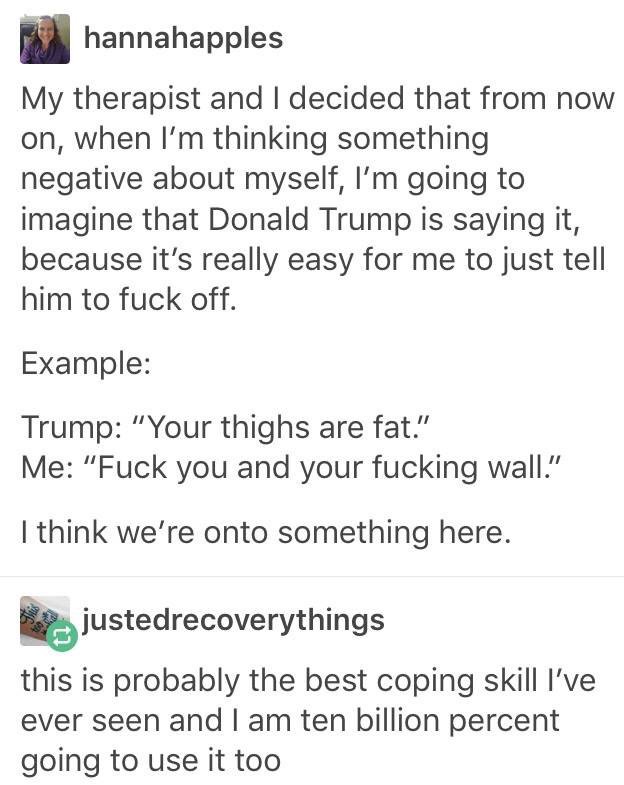 hannahapples
My therapist and I decided that from now
on, when I’m thinking something
negative about myself, I’m going to
imagine that Donald Trump is saying it,
because it’s really easy for me to just tell
him to fuck off.
Example:
Trump: “Your thighs are fat.”
Me: “Fuck you and your fucking wall.”
I think we’re onto something here.
justedrecoverythings
this is probably the best coping skill I’ve
ever seen and I am ten billion percent
going to use it too